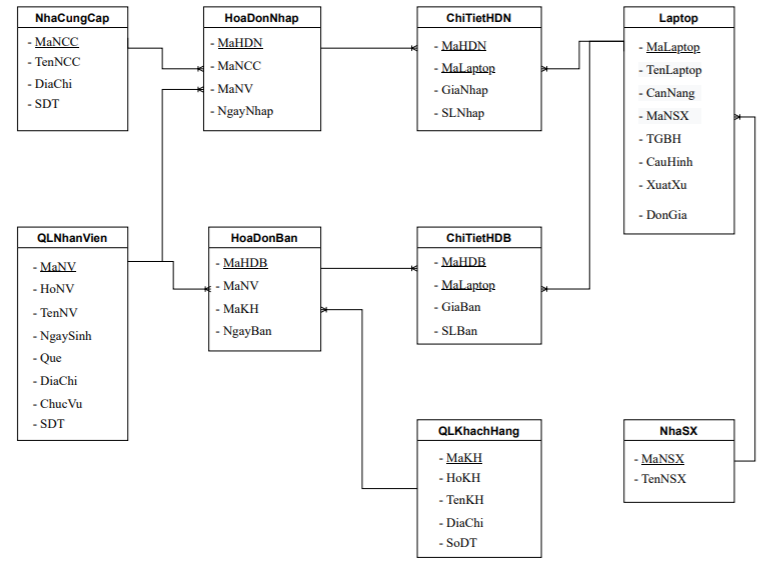 NhaCungCap
- MaNCC
- TenNCC
- DiaChi
- SDT
HoaDonNhap
- MaHDN
- MaNCC
- MaNV
- NgayNhap
ChiTietHDN
- MaHDN
- MaLaptop
- GiaNhap
- SLNhap
Laptop
- MaLaptop
- TenLaptop
- CanNang
- MaNSX
- TGBH
- CauHinh
- XuatXu
- DonGia
QLNhanVien
- MaNV
- HoNV
- TenNV
- NgaySinh
- Que
- DiaChi
- ChucVu
- SDT
HoaDonBan
- MaHDB
- MaNV
- MaKH
- NgayBan
ChiTietHDB
- MaHDB
- MaLaptop
- GiaBan
- SLBan
QLKhachHang
- MaKH
- HoKH
- TenKH
- DiaChi
- SoDT
NhaSX
- MaNSX
- TenNSX